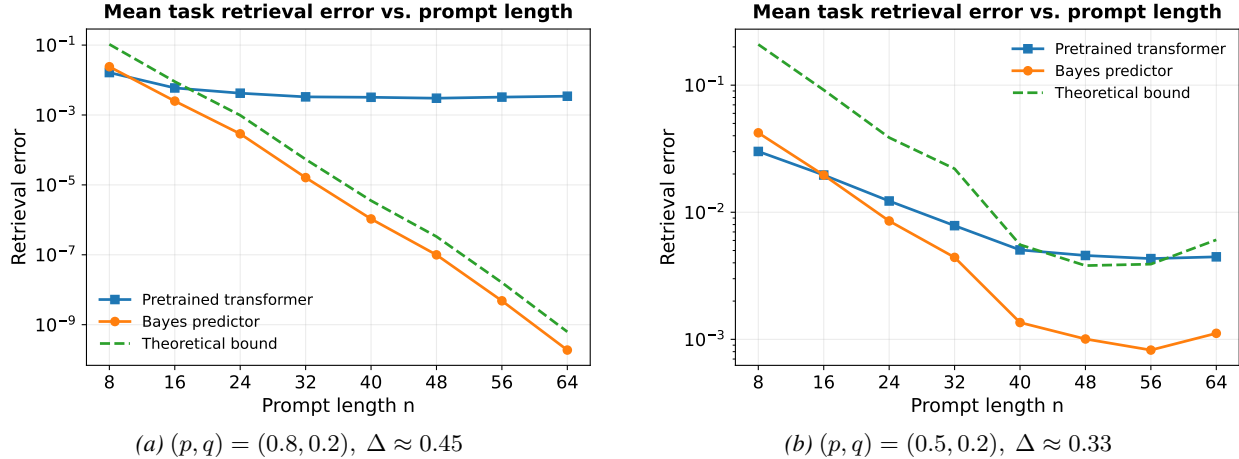 Mean task retrieval error vs. prompt length
10⁻¹
10⁻³
10⁻⁵
10⁻⁷
10⁻⁹
Retrieval error
Pretrained transformer
Bayes predictor
Theoretical bound
8 16 24 32 40 48 56 64
Prompt length n
(a) (p, q) = (0.8, 0.2), Δ ≈ 0.45
Mean task retrieval error vs. prompt length
10⁻¹
10⁻²
10⁻³
Retrieval error
Pretrained transformer
Bayes predictor
Theoretical bound
8 16 24 32 40 48 56 64
Prompt length n
(b) (p, q) = (0.5, 0.2), Δ ≈ 0.33